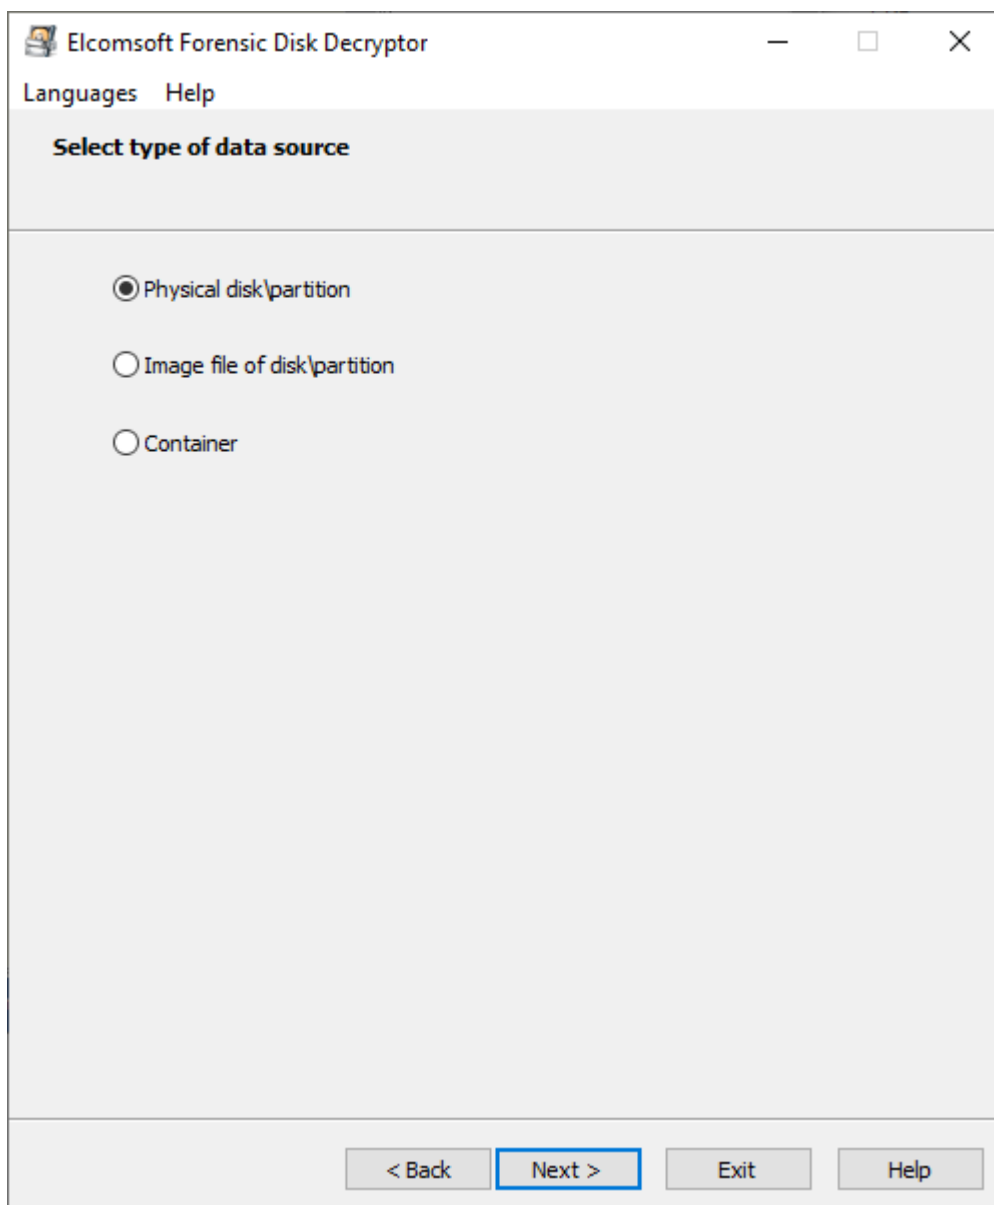 Elcomsoft Forensic Disk Decryptor
Languages Help
Select type of data source
Physical disk\partition
Image file of disk\partition
Container
< Back Next > Exit Help